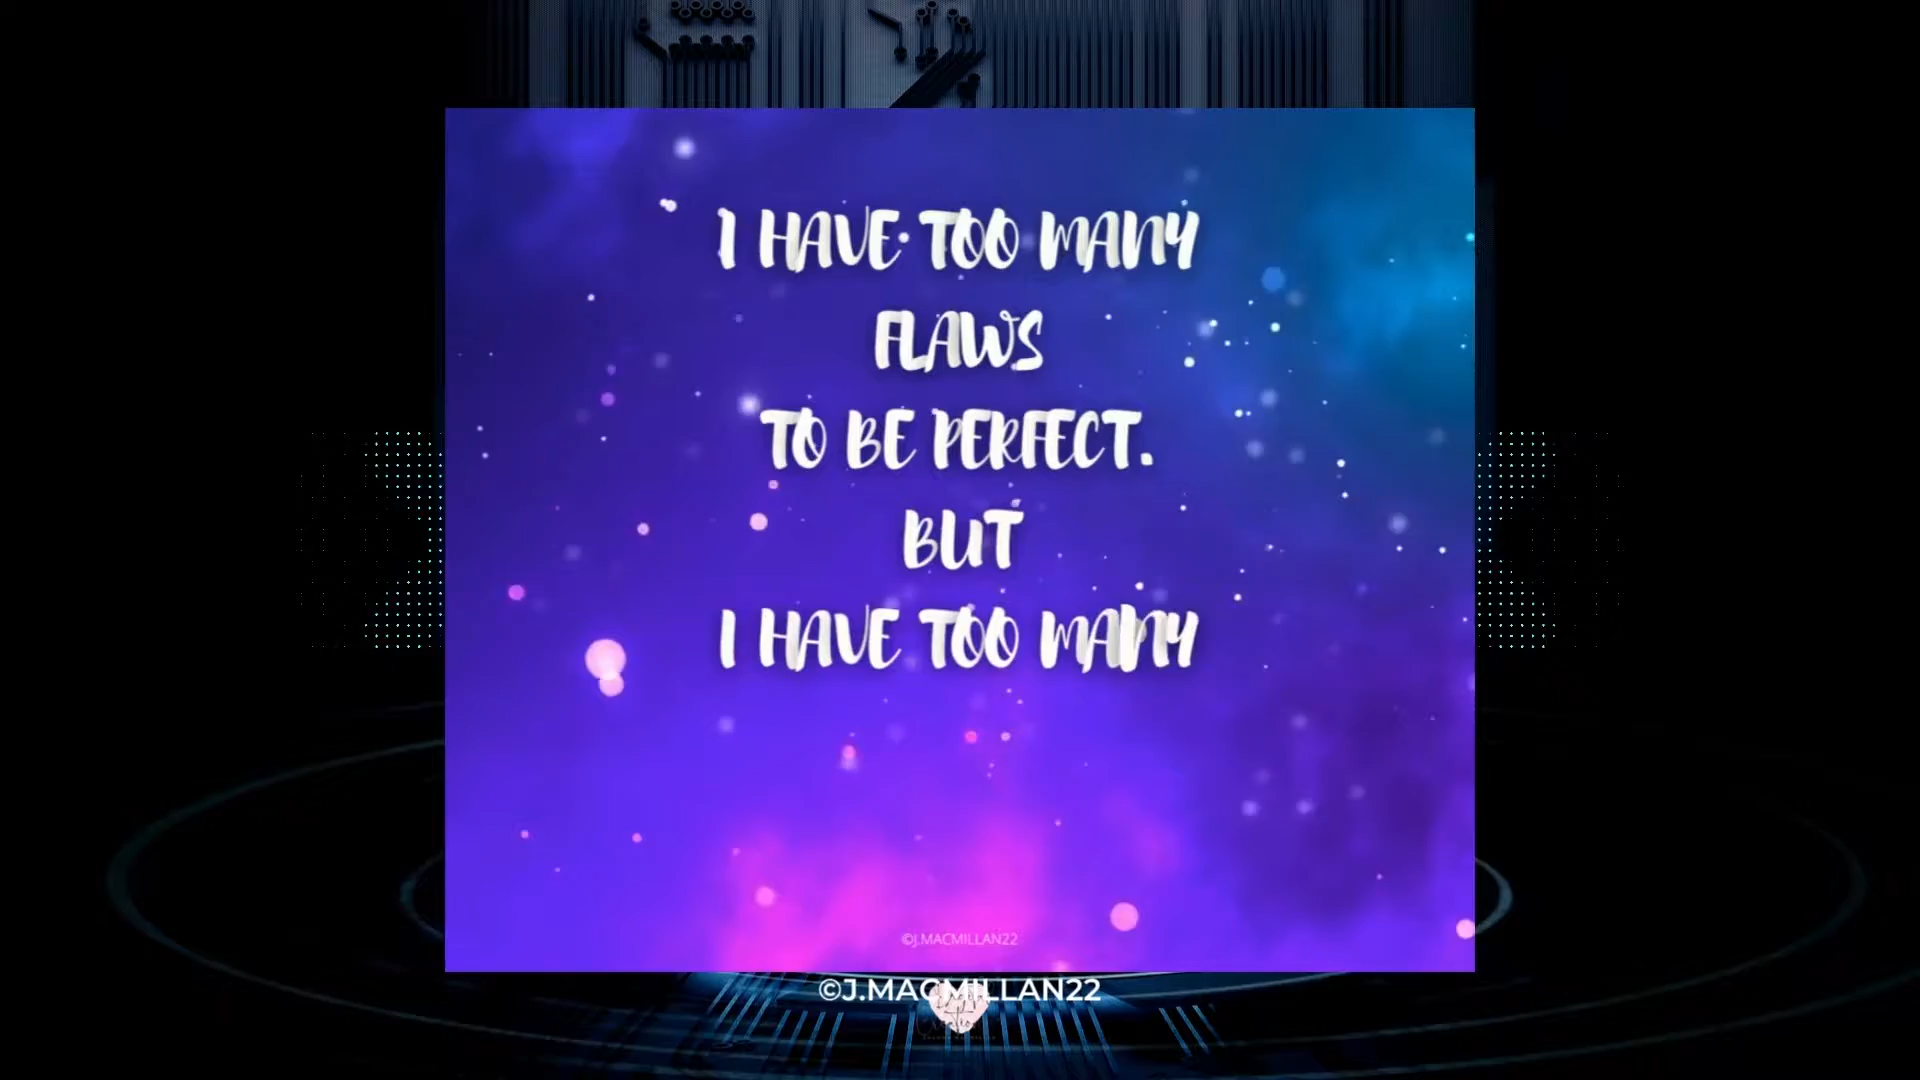 I HAVE TOO MANY
FLAWS
TO BE PERFECT.
BUT
I HAVE TOO MANY
©J.MACMILLAN22
©J.MACMILLAN22